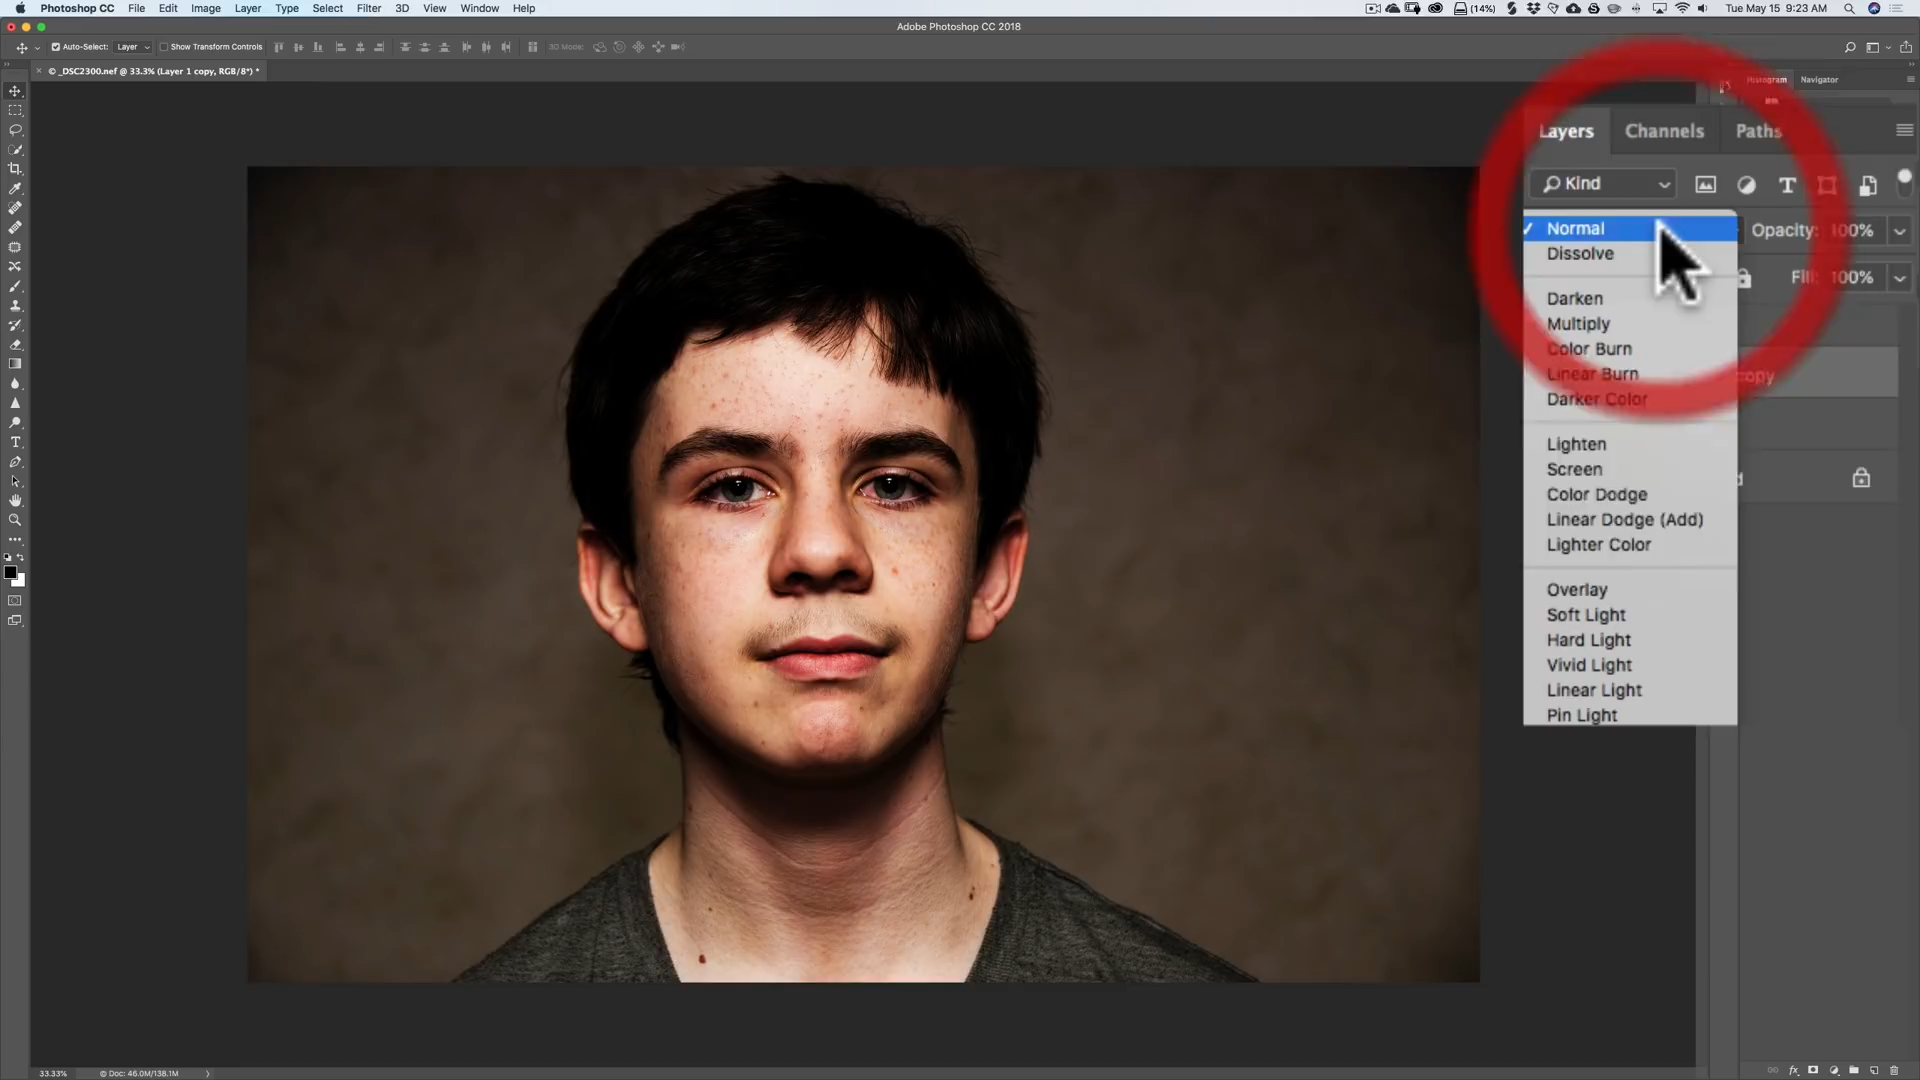 Photoshop CC File Edit Image Layer Type Select Filter 3D View Window Help (14%) Tue May 15 9:23 AM
Adobe Photoshop CC 2018
Auto-Select: Layer Show Transform Controls 3D Mode:
× © _DSC2300.nef @ 33.3% (Layer 1 copy, RGB/8*) *
Histogram Navigator
Layers Channels Paths
Kind
Normal Opacity: 100%
Dissolve
Fill: 100%
Darken
Multiply
Color Burn
Linear Burn
copy
Darker Color
Lighten
Screen
d
Color Dodge
Linear Dodge (Add)
Lighter Color
Overlay
Soft Light
Hard Light
Vivid Light
Linear Light
Pin Light
33.33% Doc: 46.0M/138.1M
fx